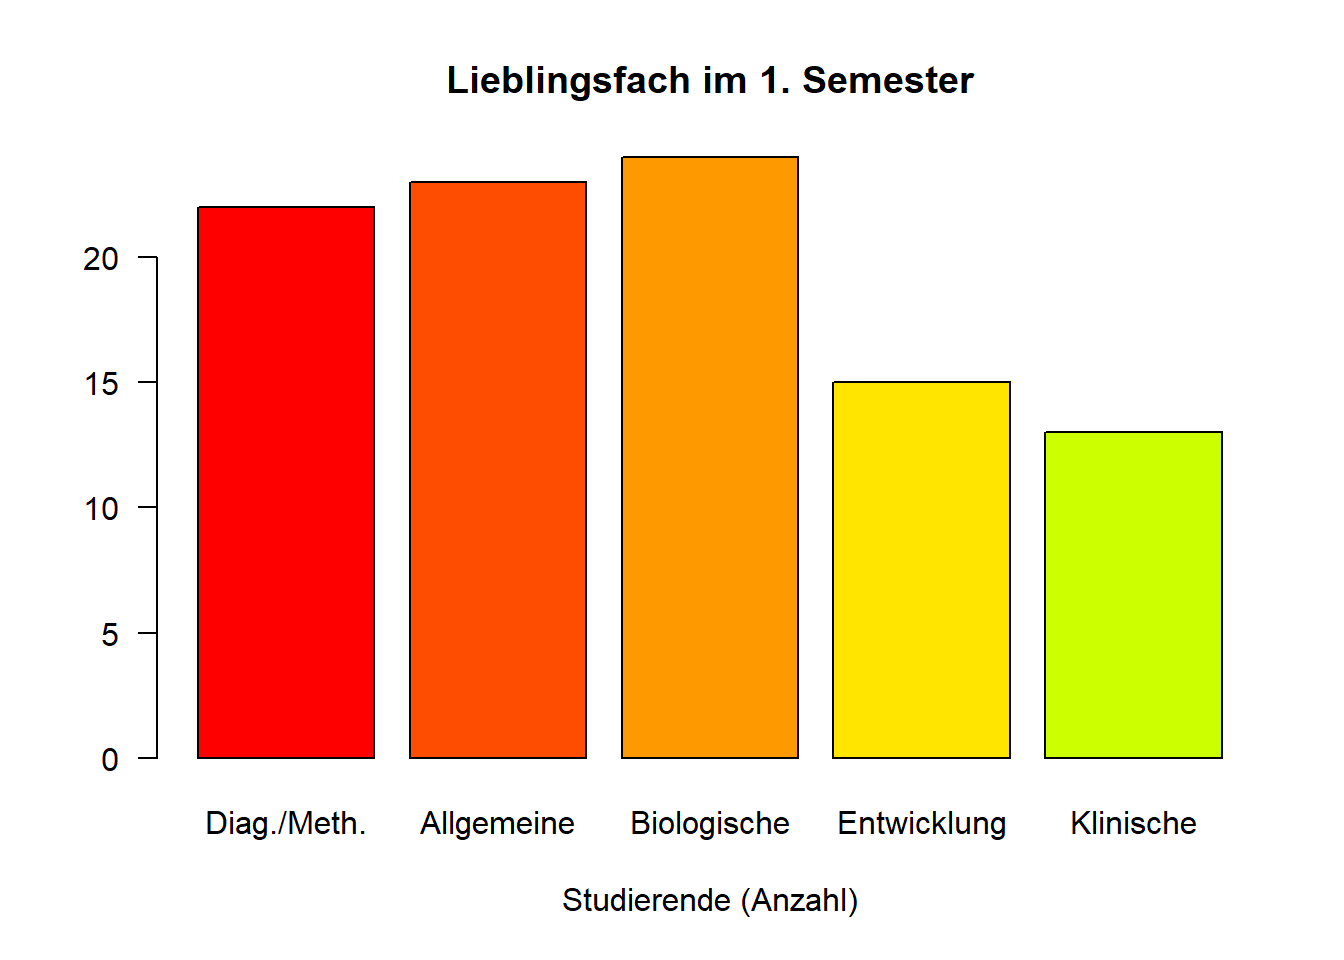 Lieblingsfach im 1. Semester
20
15
10
5
0
Diag./Meth. Allgemeine Biologische Entwicklung Klinische
Studierende (Anzahl)